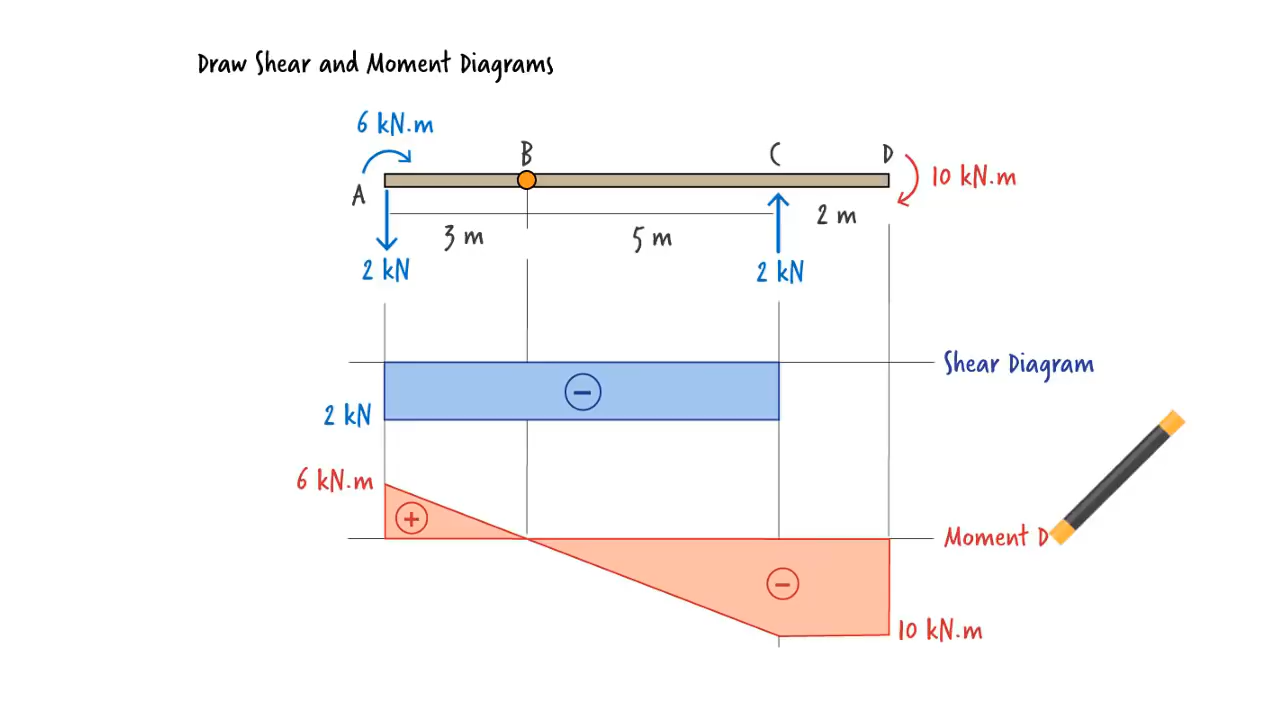 Draw Shear and Moment Diagrams
6 kN.m
B
C
D
A
10 kN.m
3 m
5 m
2 m
2 kN
2 kN
Shear Diagram
−
2 kN
6 kN.m
+
Moment D
−
10 kN.m